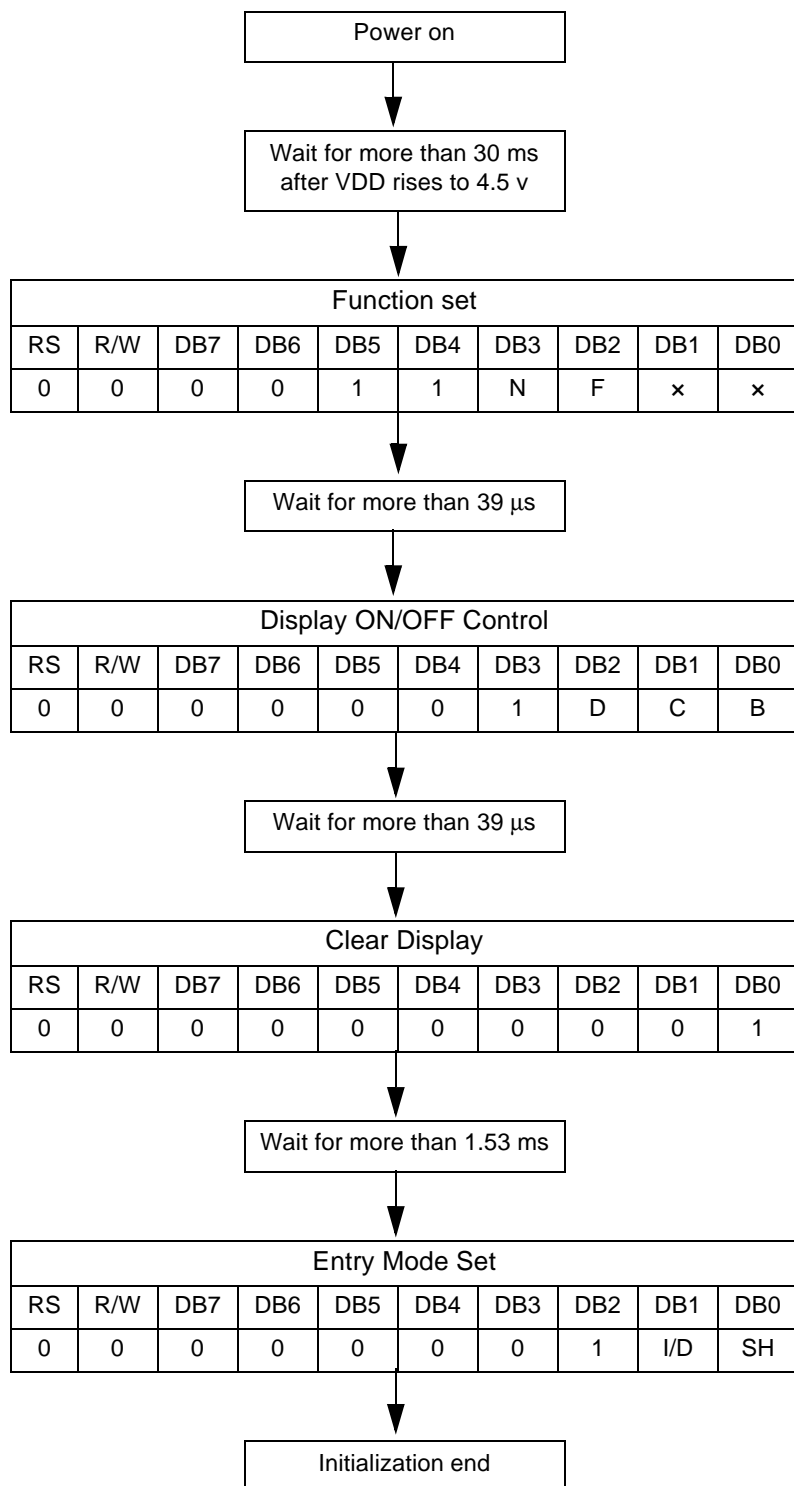 Power on
Wait for more than 30 ms
after VDD rises to 4.5 v
Function set
RS R/W DB7 DB6 DB5 DB4 DB3 DB2 DB1 DB0
0 0 0 0 1 1 N F × ×
Wait for more than 39 μs
Display ON/OFF Control
RS R/W DB7 DB6 DB5 DB4 DB3 DB2 DB1 DB0
0 0 0 0 0 0 1 D C B
Wait for more than 39 μs
Clear Display
RS R/W DB7 DB6 DB5 DB4 DB3 DB2 DB1 DB0
0 0 0 0 0 0 0 0 0 1
Wait for more than 1.53 ms
Entry Mode Set
RS R/W DB7 DB6 DB5 DB4 DB3 DB2 DB1 DB0
0 0 0 0 0 0 0 1 I/D SH
Initialization end